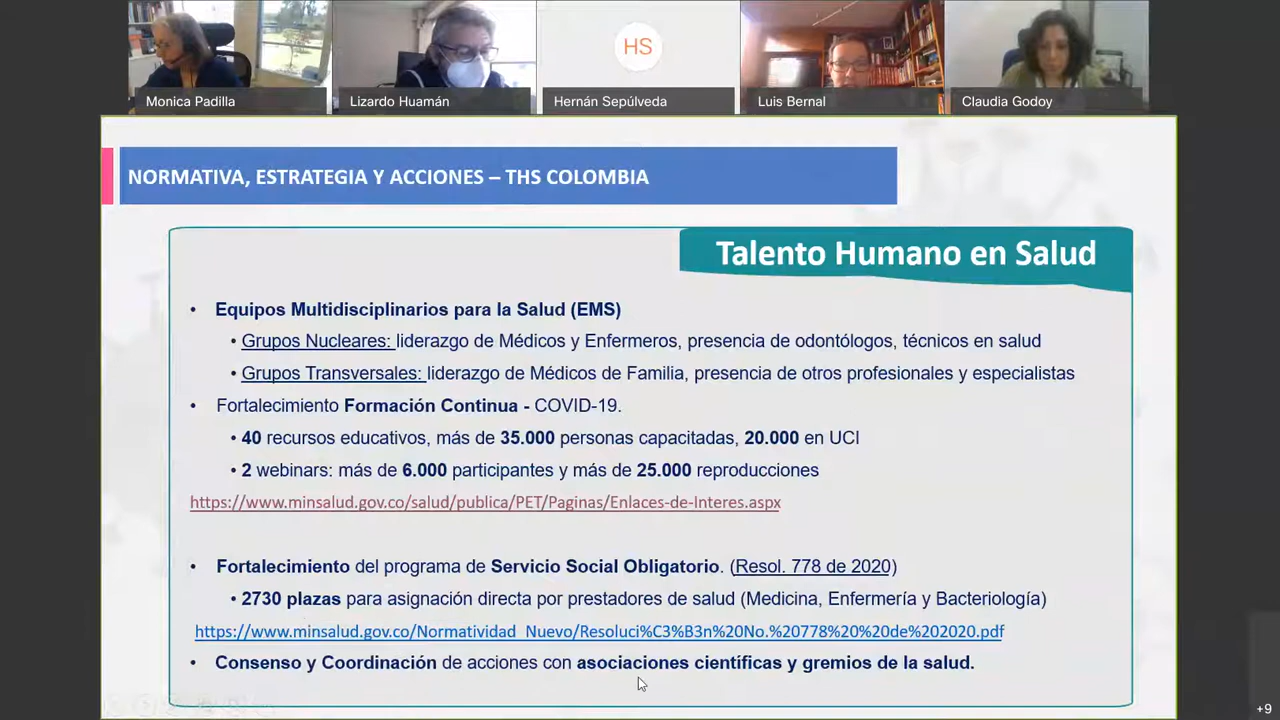 HS
Monica Padilla
Lizardo Huamán
Hernán Sepúlveda
Luis Bernal
Claudia Godoy
NORMATIVA, ESTRATEGIA Y ACCIONES – THS COLOMBIA
Talento Humano en Salud
• Equipos Multidisciplinarios para la Salud (EMS)
• Grupos Nucleares: liderazgo de Médicos y Enfermeros, presencia de odontólogos, técnicos en salud
• Grupos Transversales: liderazgo de Médicos de Familia, presencia de otros profesionales y especialistas
• Fortalecimiento Formación Continua - COVID-19.
• 40 recursos educativos, más de 35.000 personas capacitadas, 20.000 en UCI
• 2 webinars: más de 6.000 participantes y más de 25.000 reproducciones
https://www.minsalud.gov.co/salud/publica/PET/Paginas/Enlaces-de-Interes.aspx
• Fortalecimiento del programa de Servicio Social Obligatorio. (Resol. 778 de 2020)
• 2730 plazas para asignación directa por prestadores de salud (Medicina, Enfermería y Bacteriología)
https://www.minsalud.gov.co/Normatividad_Nuevo/Resoluci%C3%B3n%20No.%20778%20%20de%202020.pdf
• Consenso y Coordinación de acciones con asociaciones científicas y gremios de la salud.
+9